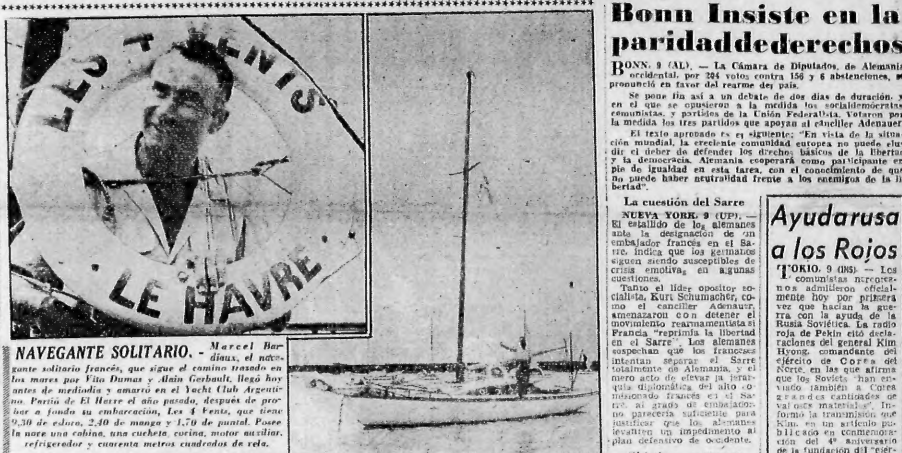 LES 4 VENTS
LE HAVRE
NAVEGANTE SOLITARIO. - Marcel Bar-
diaux, el nave-
gante solitario francés, que sigue el camino trazado en
los mares por Vito Dumas y Alain Gerbault, llegó hoy
antes de mediodía y amarró en el Yacht Club Argenti-
no. Partió de El Havre el año pasado, después de pro-
bar a fondo su embarcación, Les 4 Vents, que tiene
9,30 de eslora, 2,40 de manga y 1,70 de puntal. Posee
la nave una cabina, una cucheta, cocina, motor auxiliar,
refrigerador y cuarenta metros cuadrados de vela.
Bonn Insiste en la
paridad de derechos
BONN, 9 (AL). — La Cámara de Diputados, de Alemania
occidental, por 204 votos contra 156 y 6 abstenciones,
pronunció en favor del rearme del país.
Se pone fin así a un debate de dos días de duración,
en el que se opusieron a la medida los socialdemócratas
comunistas, y partidos de la Unión Federalista. Votaron por
la medida los tres partidos que apoyan al canciller Adenauer.
El texto aprobado es el siguiente: "En vista de la situa-
ción mundial, la creciente comunidad europea no puede elu-
dir el deber de defender los derechos básicos de la libertad
y la democracia. Alemania cooperará como participante en
pie de igualdad en esta tarea, con el conocimiento de que
no puede haber neutralidad frente a los enemigos de la li-
bertad".
La cuestión del Sarre
NUEVA YORK, 9 (UP). —
El estallido de los alemanes
ante la designación de un
embajador francés en el Sa-
rre, indica que los germanos
siguen siendo susceptibles de
crisis emotivas en algunas
cuestiones.
Tanto el líder opositor so-
cialista, Kurt Schumacher, co-
mo el canciller Adenauer,
amenazaron con detener el
movimiento rearmamentista si
Francia "reprimía la libertad
en el Sarre". Los alemanes
sospechan que los franceses
intentan separar el Sarre
totalmente de Alemania, y el
mero acto de elevar la jerar-
quía diplomática del alto co-
misionado francés en el Sa-
rre, al grado de embajador,
no parecería suficiente para
justificar que los alemanes
levanten un impedimento al
plan defensivo de occidente.
Ayuda rusa
a los Rojos
TOKIO, 9 (INS). — Los
comunistas norcorea-
nos admitieron oficial-
mente hoy por primera
vez que hacían la gue-
rra con la ayuda de la
Rusia Soviética. La radio
roja de Pekín citó decla-
raciones del general Kim
Hyong, comandante del
ejército de Corea del
Norte, en las que afirma
que los Soviets "han en-
viado también a Corea
grandes cantidades de
valiosos materiales". In-
formó la transmisión que
Kim, en un artículo pu-
blicado en conmemora-
ción del 4º aniversario
de la fundación del "ejér-